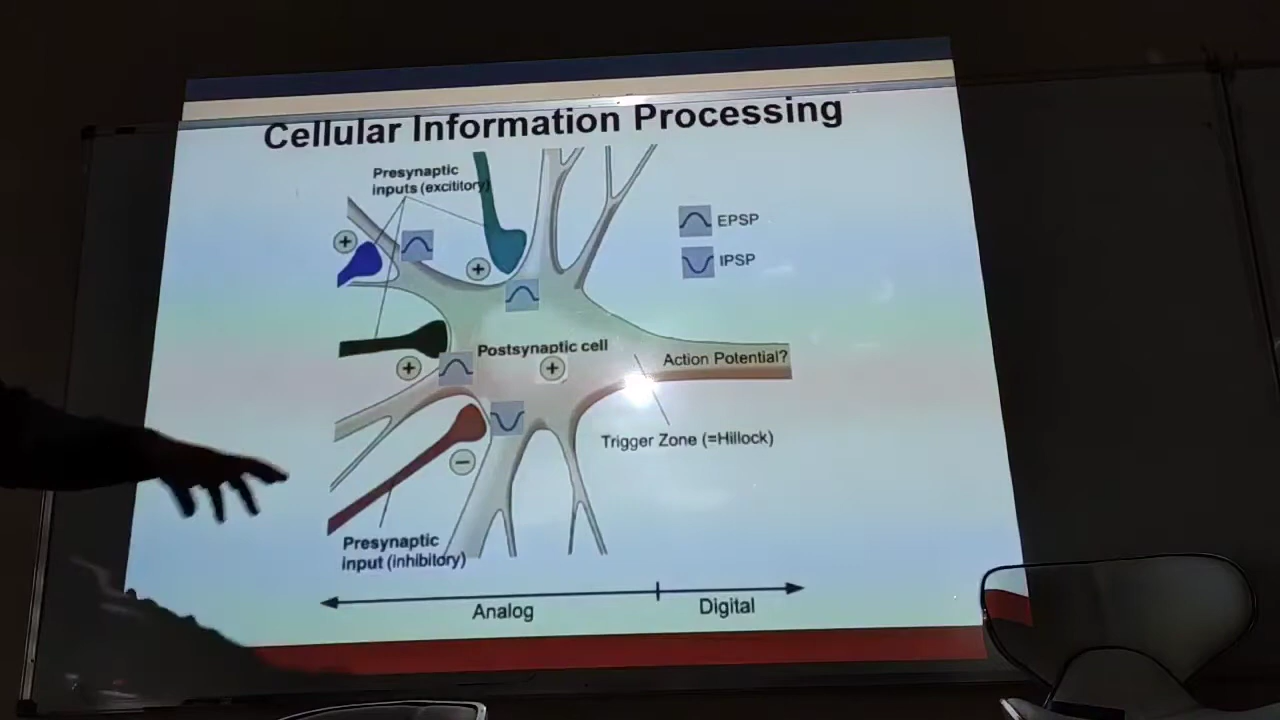 Cellular Information Processing
Presynaptic
inputs (excititory)
+
+
EPSP
IPSP
Postsynaptic cell
+
+
Action Potential?
Trigger Zone (=Hillock)
−
Presynaptic
input (inhibitory)
Analog
Digital